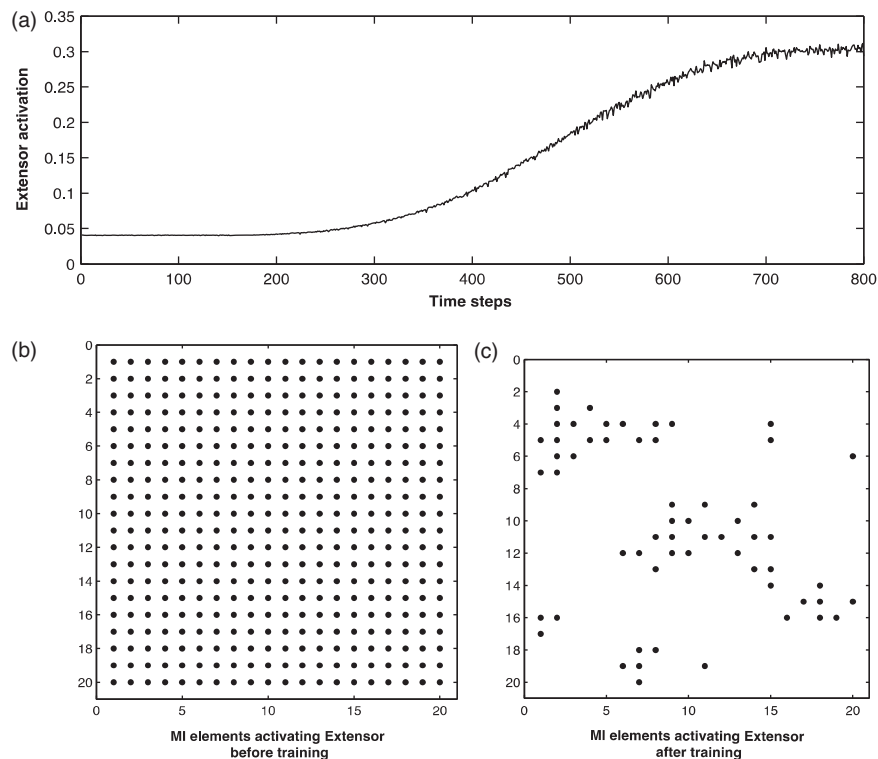 (a)
Extensor activation
0.35
0.3
0.25
0.2
0.15
0.1
0.05
0
0 100 200 300 400 500 600 700 800
Time steps
(b)
0
2
4
6
8
10
12
14
16
18
20
0 5 10 15 20
MI elements activating Extensor
before training
(c)
0
2
4
6
8
10
12
14
16
18
20
0 5 10 15 20
MI elements activating Extensor
after training